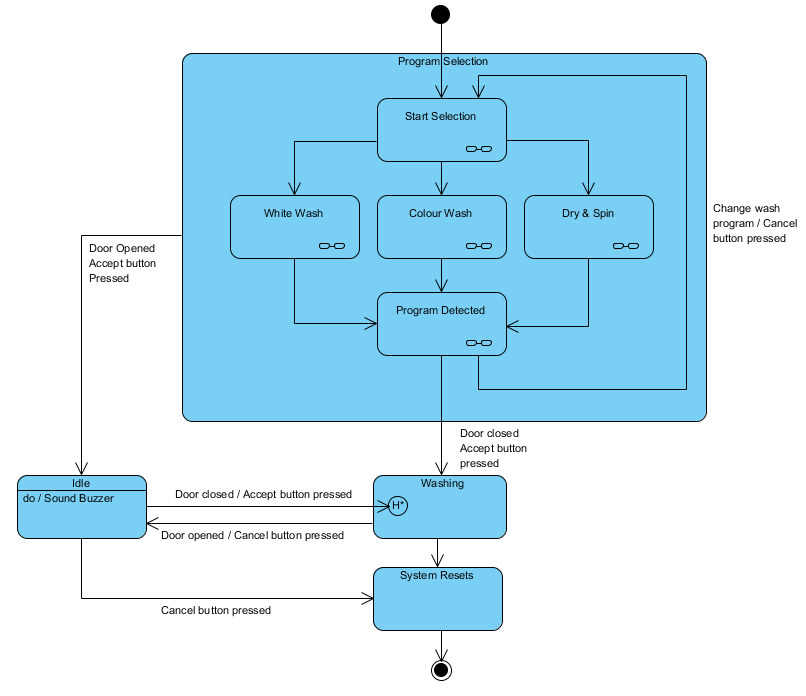 Program Selection
Start Selection
White Wash
Colour Wash
Dry & Spin
Change wash
program / Cancel
button pressed
Door Opened
Accept button
Pressed
Program Detected
Door closed
Accept button
pressed
Idle
do / Sound Buzzer
Door closed / Accept button pressed
Washing
H*
Door opened / Cancel button pressed
System Resets
Cancel button pressed